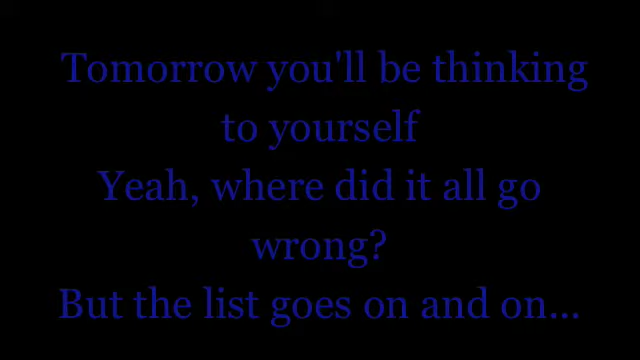 Tomorrow you'll be thinking
to yourself
Yeah, where did it all go
wrong?
But the list goes on and on...